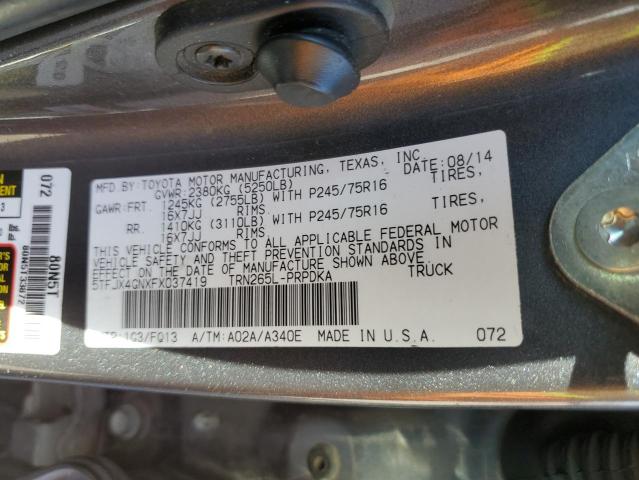 MFD.BY:TOYOTA MOTOR MANUFACTURING, TEXAS, INC. DATE:08/14
GVWR:2380KG (5250LB)
GAWR:FRT. 1245KG (2755LB) WITH P245/75R16 TIRES,
16X7JJ RIMS
RR. 1410KG (3110LB) WITH P245/75R16 TIRES,
16X7JJ RIMS
THIS VEHICLE CONFORMS TO ALL APPLICABLE FEDERAL MOTOR
VEHICLE SAFETY AND THEFT PREVENTION STANDARDS IN
EFFECT ON THE DATE OF MANUFACTURE SHOWN ABOVE.
5TFJX4GNXFX037419 TRN265L-PRPDKA TRUCK
1G3/FQ13 A/TM:A02A/A340E MADE IN U.S.A. 072
072
80N5T